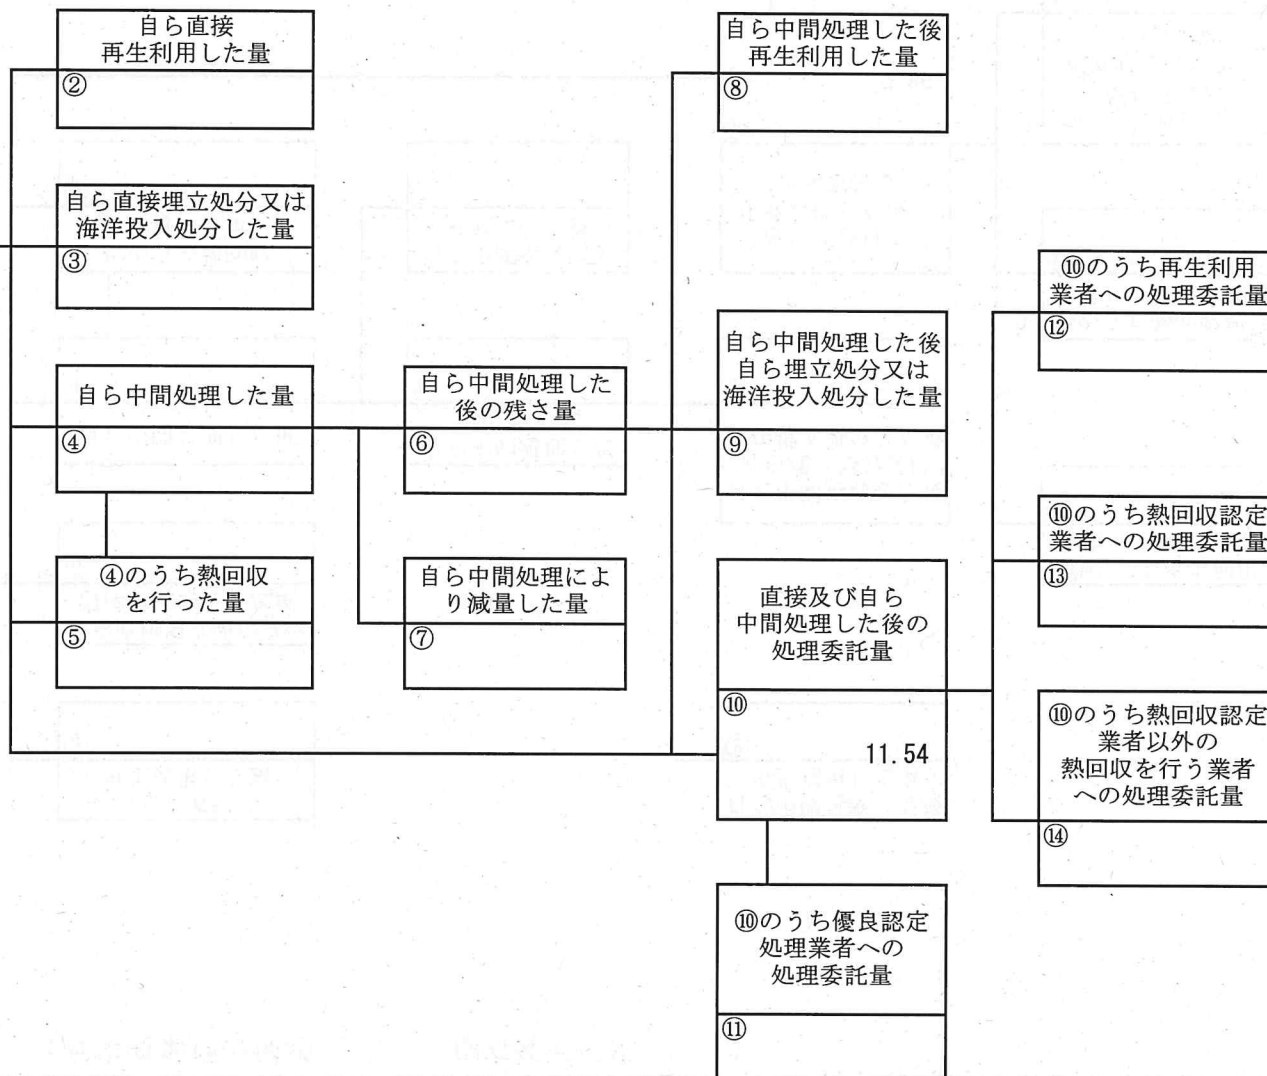 自ら直接
再生利用した量
②
自ら直接埋立処分又は
海洋投入処分した量
③
自ら中間処理した量
④
④のうち熱回収
を行った量
⑤
自ら中間処理した
後の残さ量
⑥
自ら中間処理によ
り減量した量
⑦
自ら中間処理した後
再生利用した量
⑧
自ら中間処理した後
自ら埋立処分又は
海洋投入処分した量
⑨
直接及び自ら
中間処理した後の
処理委託量
⑩
11.54
⑩のうち優良認定
処理業者への
処理委託量
⑪
⑩のうち再生利用
業者への処理委託量
⑫
⑩のうち熱回収認定
業者への処理委託量
⑬
⑩のうち熱回収認定
業者以外の
熱回収を行う業者
への処理委託量
⑭